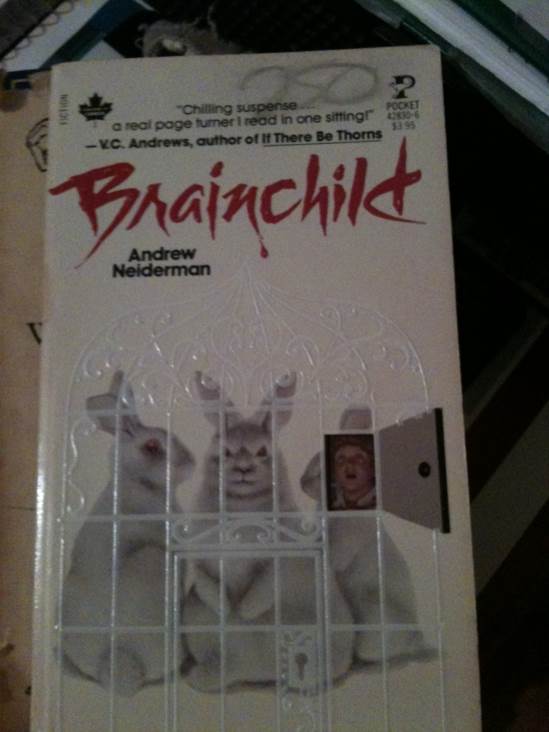 FICTION
250
"Chilling suspense...
a real page turner I read in one sitting!"
— V.C. Andrews, author of If There Be Thorns
POCKET
42830-6
$3.95
Brainchild
Andrew
Neiderman